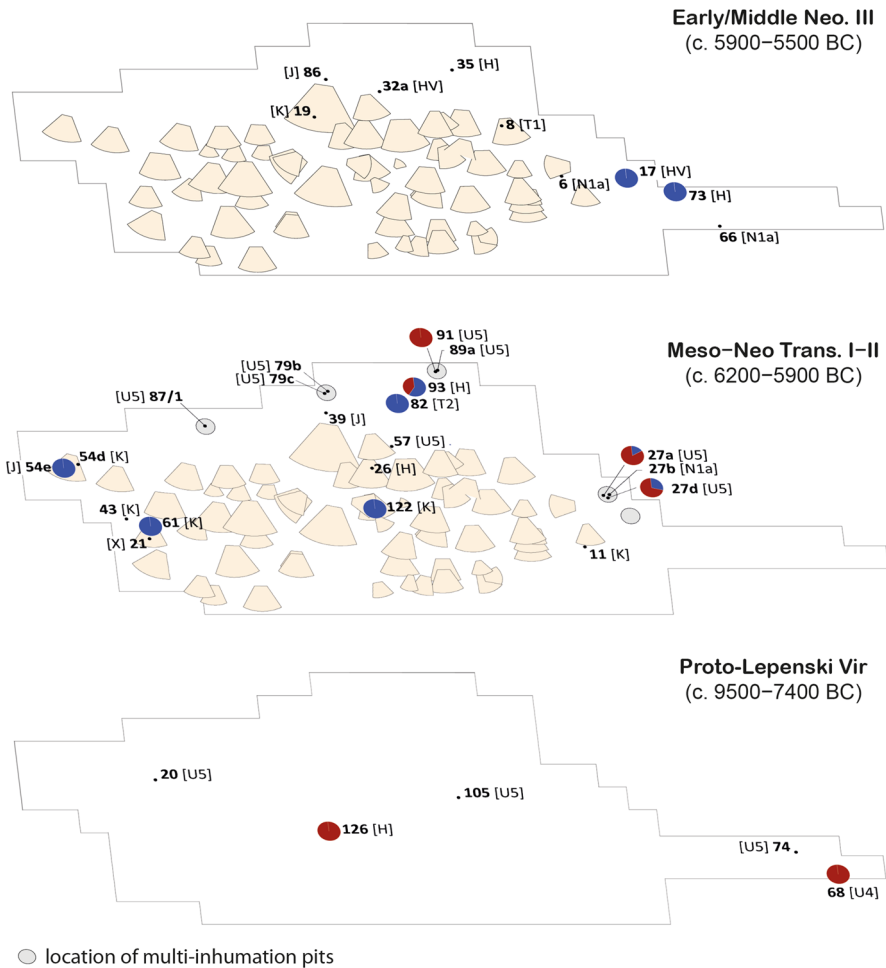 Early/Middle Neo. III
(c. 5900–5500 BC)
[J] 86
35 [H]
32a [HV]
[K] 19
8 [T1]
17 [HV]
6 [N1a]
73 [H]
66 [N1a]
Meso–Neo Trans. I–II
(c. 6200–5900 BC)
91 [U5]
89a [U5]
[U5] 79b
[U5] 79c
93 [H]
[U5] 87/1
82 [T2]
39 [J]
57 [U5]
54d [K]
[J] 54e
26 [H]
27a [U5]
27b [N1a]
27d [U5]
43 [K]
122 [K]
61 [K]
[X] 21
11 [K]
Proto-Lepenski Vir
(c. 9500–7400 BC)
20 [U5]
105 [U5]
126 [H]
[U5] 74
68 [U4]
location of multi-inhumation pits